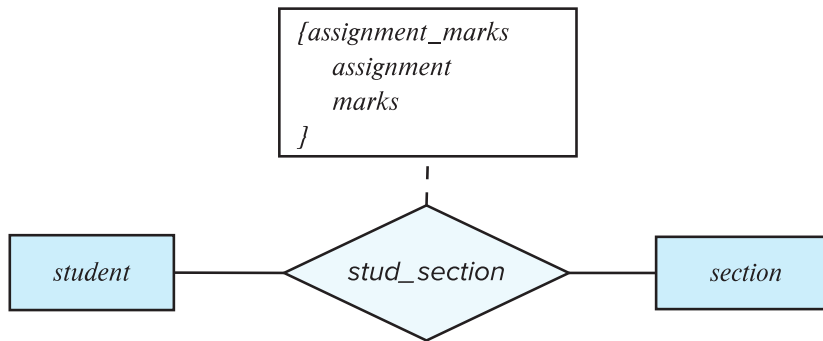 {assignment_marks
assignment
marks
}
student
stud_section
section